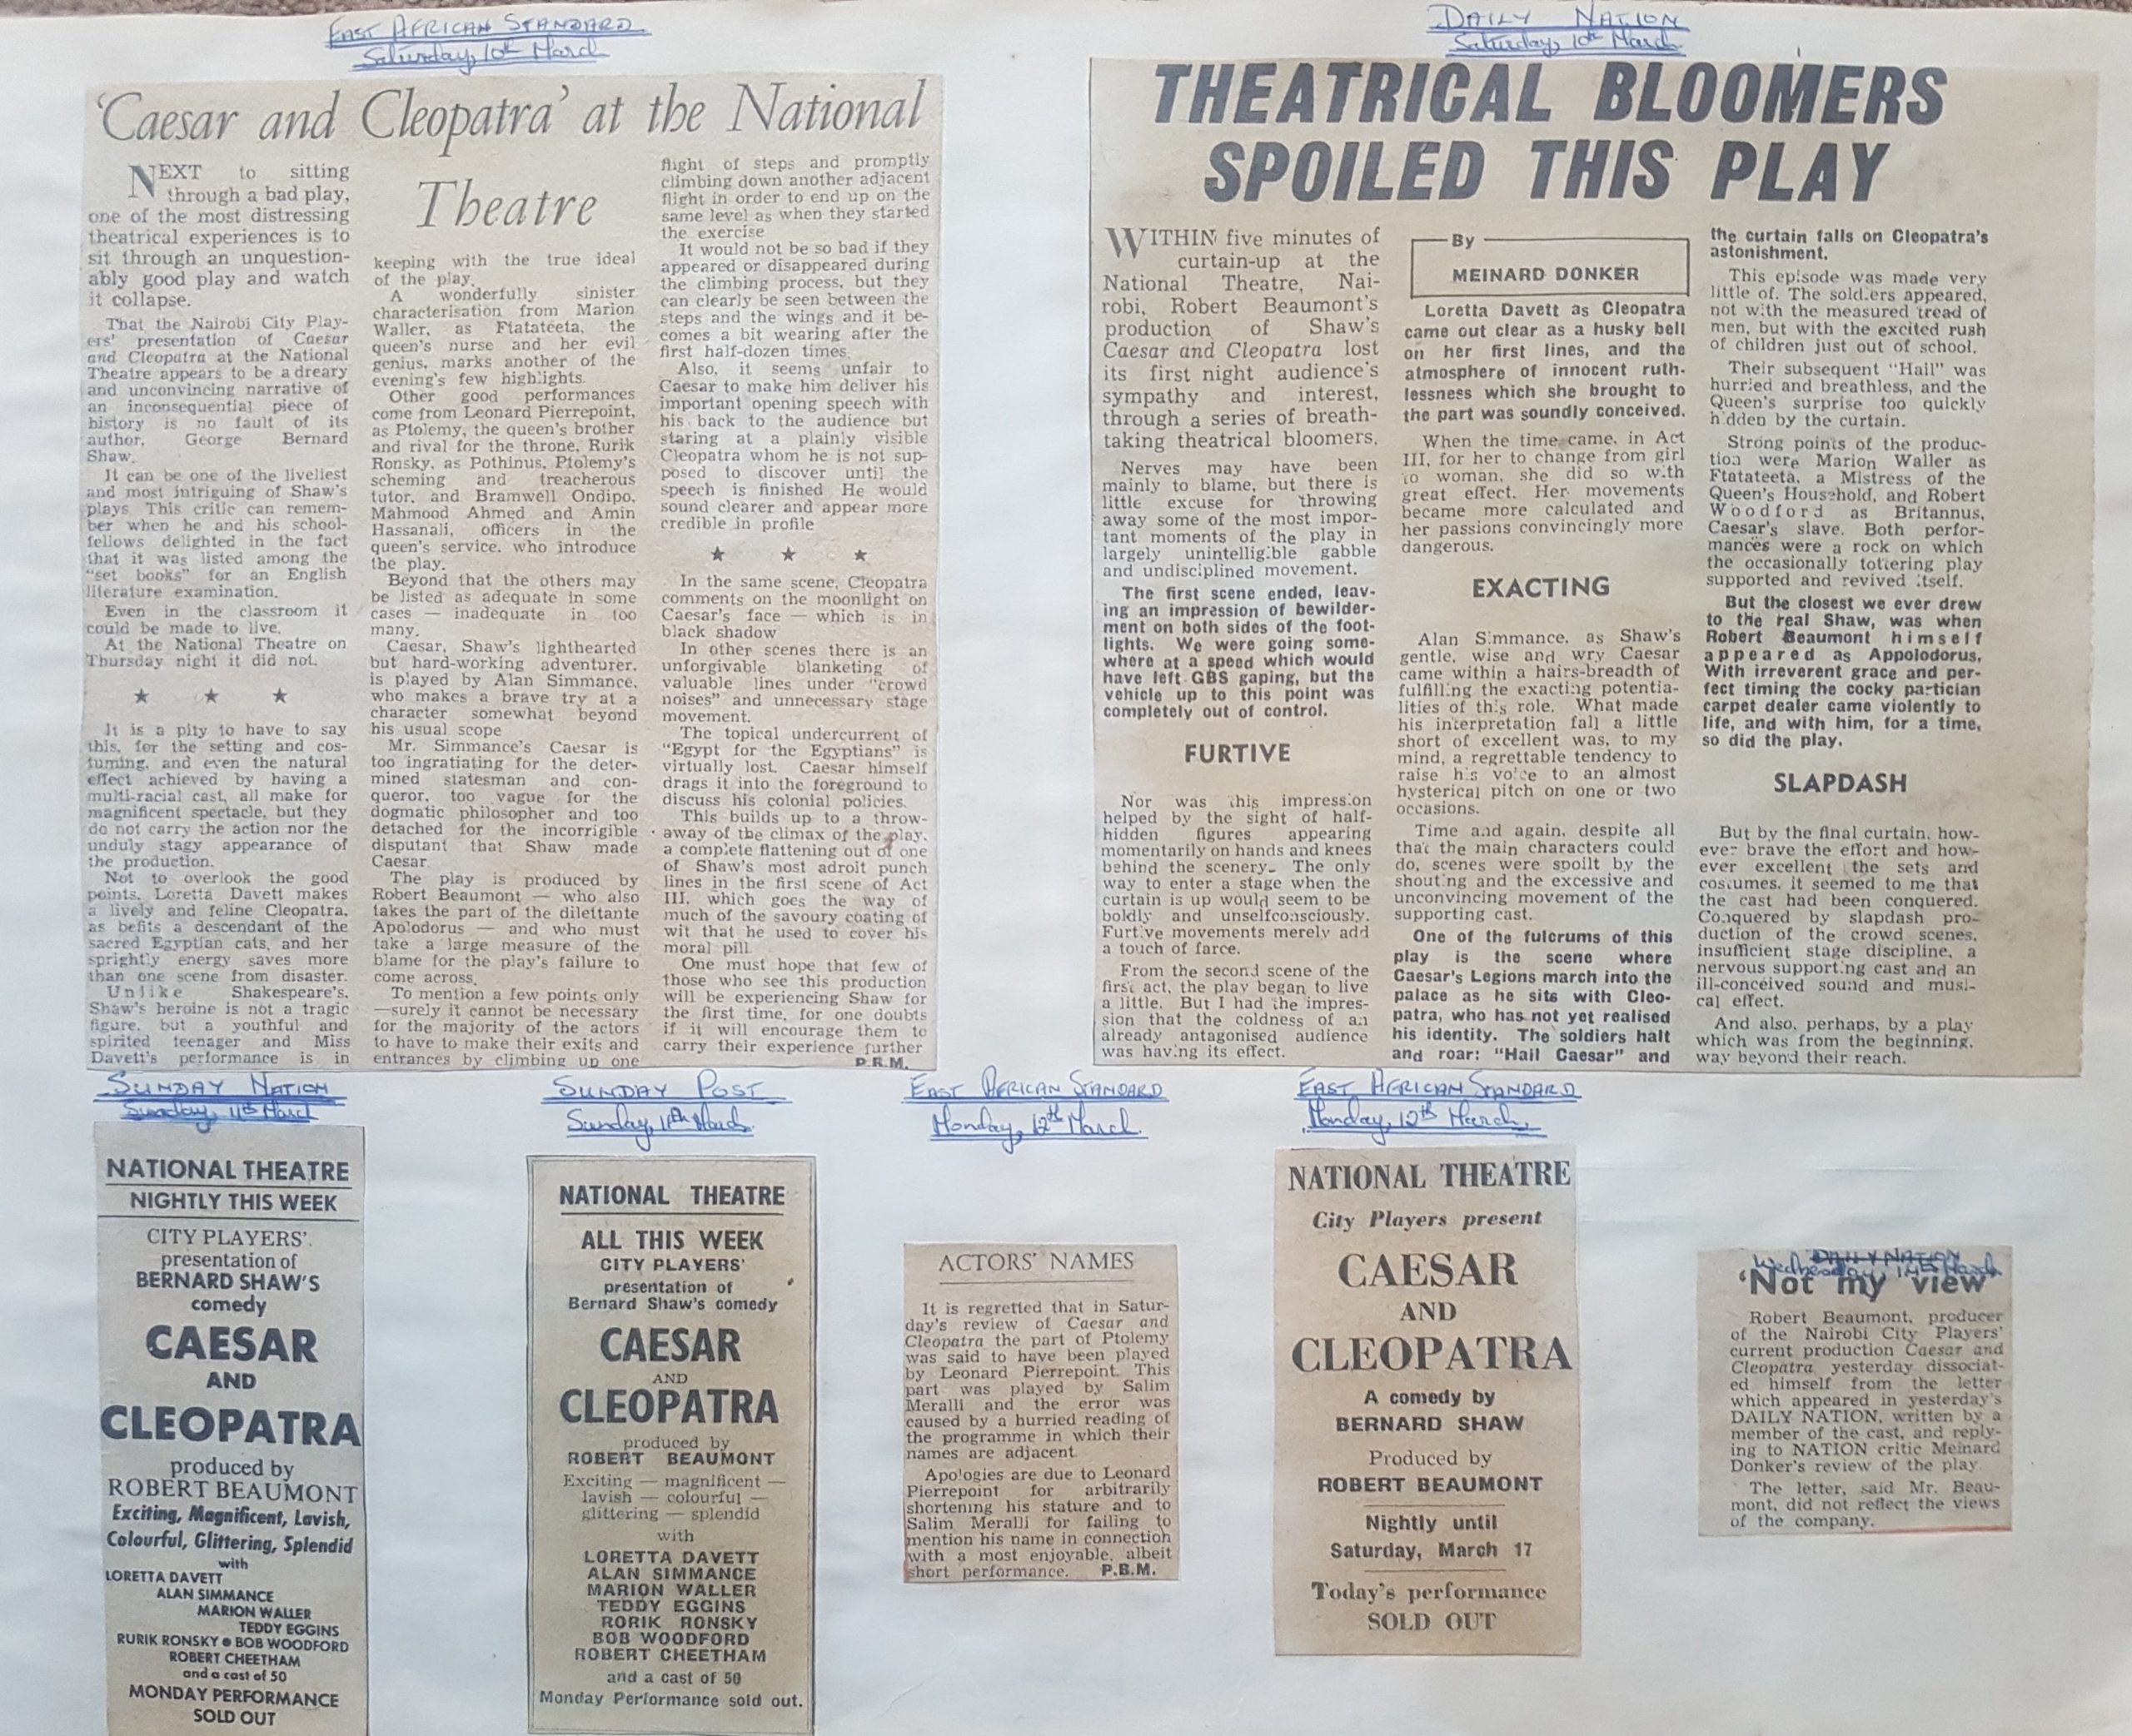 EAST AFRICAN STANDARD
Saturday, 10th March
'Caesar and Cleopatra' at the National
Theatre
NEXT to sitting
through a bad play,
one of the most distressing
theatrical experiences is to
sit through an unquestion-
ably good play and watch
it collapse.
That the Nairobi City Play-
ers' presentation of Caesar
and Cleopatra at the National
Theatre appears to be a dreary
and unconvincing narrative of
an inconsequential piece of
history is no fault of its
author, George Bernard
Shaw.
It can be one of the liveliest
and most intriguing of Shaw's
plays. This critic can remem-
ber when he and his school-
fellows delighted in the fact
that it was listed among the
"set books" for an English
literature examination.
Even in the classroom it
could be made to live.
At the National Theatre on
Thursday night it did not.
★ ★ ★
It is a pity to have to say
this, for the setting and cos-
tuming, and even the natural
effect achieved by having a
multi-racial cast, all make for
magnificent spectacle, but they
do not carry the action nor the
unduly stagy appearance of
the production.
Not to overlook the good
points, Loretta Davett makes
a lively and feline Cleopatra,
as befits a descendant of the
sacred Egyptian cats, and her
sprightly energy saves more
than one scene from disaster.
Unlike Shakespeare's,
Shaw's heroine is not a tragic
figure, but a youthful and
spirited teenager and Miss
Davett's performance is in
keeping with the true ideal
of the play.
A wonderfully sinister
characterisation from Marion
Waller, as Ftatateeta, the
queen's nurse and her evil
genius, marks another of the
evening's few highlights.
Other good performances
come from Leonard Pierrepoint,
as Ptolemy, the queen's brother
and rival for the throne, Rurik
Ronsky, as Pothinus, Ptolemy's
scheming and treacherous
tutor, and Bramwell Ondipo,
Mahmood Ahmed and Amin
Hassanali, officers in the
queen's service, who introduce
the play.
Beyond that the others may
be listed as adequate in some
cases — inadequate in too
many.
Caesar, Shaw's lighthearted
but hard-working adventurer,
is played by Alan Simmance,
who makes a brave try at a
character somewhat beyond
his usual scope
Mr. Simmance's Caesar is
too ingratiating for the deter-
mined statesman and con-
queror, too vague for the
dogmatic philosopher and too
detached for the incorrigible
disputant that Shaw made
Caesar.
The play is produced by
Robert Beaumont — who also
takes the part of the dilettante
Apolodorus — and who must
take a large measure of the
blame for the play's failure to
come across.
To mention a few points only
—surely it cannot be necessary
for the majority of the actors
to have to make their exits and
entrances by climbing up one
flight of steps and promptly
climbing down another adjacent
flight in order to end up on the
same level as when they started
the exercise
It would not be so bad if they
appeared or disappeared during
the climbing process, but they
can clearly be seen between the
steps and the wings and it be-
comes a bit wearing after the
first half-dozen times.
Also, it seems unfair to
Caesar to make him deliver his
important opening speech with
his back to the audience but
staring at a plainly visible
Cleopatra whom he is not sup-
posed to discover until the
speech is finished He would
sound clearer and appear more
credible in profile
★ ★ ★
In the same scene, Cleopatra
comments on the moonlight on
Caesar's face — which is in
black shadow
In other scenes there is an
unforgivable blanketing of
valuable lines under "crowd
noises" and unnecessary stage
movement.
The topical undercurrent of
"Egypt for the Egyptians" is
virtually lost. Caesar himself
drags it into the foreground to
discuss his colonial policies.
This builds up to a throw-
away of the climax of the play,
a complete flattening out of one
of Shaw's most adroit punch
lines in the first scene of Act
III, which goes the way of
much of the savoury coating of
wit that he used to cover his
moral pill.
One must hope that few of
those who see this production
will be experiencing Shaw for
the first time, for one doubts
if it will encourage them to
carry their experience further
P.R.M.
DAILY NATION
Saturday, 10th March
THEATRICAL BLOOMERS
SPOILED THIS PLAY
WITHIN five minutes of
curtain-up at the
National Theatre, Nai-
robi, Robert Beaumont's
production of Shaw's
Caesar and Cleopatra lost
its first night audience's
sympathy and interest,
through a series of breath-
taking theatrical bloomers.
Nerves may have been
mainly to blame, but there is
little excuse for throwing
away some of the most impor-
tant moments of the play in
largely unintelligible gabble
and undisciplined movement.
The first scene ended, leav-
ing an impression of bewilder-
ment on both sides of the foot-
lights. We were going some-
where at a speed which would
have left GBS gaping, but the
vehicle up to this point was
completely out of control.
FURTIVE
Nor was this impression
helped by the sight of half-
hidden figures appearing
momentarily on hands and knees
behind the scenery. The only
way to enter a stage when the
curtain is up would seem to be
boldly and unselfconsciously.
Furtive movements merely add
a touch of farce.
From the second scene of the
first act, the play began to live
a little. But I had the impres-
sion that the coldness of an
already antagonised audience
was having its effect.
By
MEINARD DONKER
Loretta Davett as Cleopatra
came out clear as a husky bell
on her first lines, and the
atmosphere of innocent ruth-
lessness which she brought to
the part was soundly conceived.
When the time came, in Act
III, for her to change from girl
to woman, she did so with
great effect. Her movements
became more calculated and
her passions convincingly more
dangerous.
EXACTING
Alan Simmance, as Shaw's
gentle, wise and wry Caesar
came within a hairs-breadth of
fulfilling the exacting potentia-
lities of this role. What made
his interpretation fall a little
short of excellent was, to my
mind, a regrettable tendency to
raise his voice to an almost
hysterical pitch on one or two
occasions.
Time and again, despite all
that the main characters could
do, scenes were spoilt by the
shouting and the excessive and
unconvincing movement of the
supporting cast.
One of the fulcrums of this
play is the scene where
Caesar's Legions march into the
palace as he sits with Cleo-
patra, who has not yet realised
his identity. The soldiers halt
and roar: "Hail Caesar" and
the curtain falls on Cleopatra's
astonishment.
This episode was made very
little of. The soldiers appeared,
not with the measured tread of
men, but with the excited rush
of children just out of school.
Their subsequent "Hail" was
hurried and breathless, and the
Queen's surprise too quickly
hidden by the curtain.
Strong points of the produc-
tion were Marion Waller as
Ftatateeta, a Mistress of the
Queen's Household, and Robert
Woodford as Britannus,
Caesar's slave. Both perfor-
mances were a rock on which
the occasionally tottering play
supported and revived itself.
But the closest we ever drew
to the real Shaw, was when
Robert Beaumont himself
appeared as Appolodorus.
With irreverent grace and per-
fect timing the cocky partician
carpet dealer came violently to
life, and with him, for a time,
so did the play.
SLAPDASH
But by the final curtain, how-
ever brave the effort and how-
ever excellent the sets and
costumes, it seemed to me that
the cast had been conquered.
Conquered by slapdash pro-
duction of the crowd scenes,
insufficient stage discipline, a
nervous supporting cast and an
ill-conceived sound and musi-
cal effect.
And also, perhaps, by a play
which was from the beginning,
way beyond their reach.
SUNDAY NATION
Sunday, 11th March
NATIONAL THEATRE
NIGHTLY THIS WEEK
CITY PLAYERS'
presentation of
BERNARD SHAW'S
comedy
CAESAR
AND
CLEOPATRA
produced by
ROBERT BEAUMONT
Exciting, Magnificent, Lavish,
Colourful, Glittering, Splendid
with
LORETTA DAVETT
ALAN SIMMANCE
MARION WALLER
TEDDY EGGINS
RURIK RONSKY ● BOB WOODFORD
ROBERT CHEETHAM
and a cast of 50
MONDAY PERFORMANCE
SOLD OUT
SUNDAY POST
Sunday, 11th March.
NATIONAL THEATRE
ALL THIS WEEK
CITY PLAYERS'
presentation of
Bernard Shaw's comedy
CAESAR
AND
CLEOPATRA
produced by
ROBERT BEAUMONT
Exciting — magnificent —
lavish — colourful —
glittering — splendid
with
LORETTA DAVETT
ALAN SIMMANCE
MARION WALLER
TEDDY EGGINS
RORIK RONSKY
BOB WOODFORD
ROBERT CHEETHAM
and a cast of 50
Monday Performance sold out.
EAST AFRICAN STANDARD
Monday, 12th March.
ACTORS' NAMES
It is regretted that in Satur-
day's review of Caesar and
Cleopatra the part of Ptolemy
was said to have been played
by Leonard Pierrepoint. This
part was played by Salim
Meralli and the error was
caused by a hurried reading of
the programme in which their
names are adjacent.
Apologies are due to Leonard
Pierrepoint for arbitrarily
shortening his stature and to
Salim Meralli for failing to
mention his name in connection
with a most enjoyable, albeit
short performance. P.B.M.
EAST AFRICAN STANDARD
Monday, 12th March.
NATIONAL THEATRE
City Players present
CAESAR
AND
CLEOPATRA
A comedy by
BERNARD SHAW
Produced by
ROBERT BEAUMONT
Nightly until
Saturday, March 17
Today's performance
SOLD OUT
DAILY NATION
Wednesday, 14th March.
'Not my view'
Robert Beaumont, producer
of the Nairobi City Players'
current production Caesar and
Cleopatra yesterday dissociat-
ed himself from the letter
which appeared in yesterday's
DAILY NATION, written by a
member of the cast, and reply-
ing to NATION critic Meinard
Donker's review of the play.
The letter, said Mr. Beau-
mont, did not reflect the views
of the company.